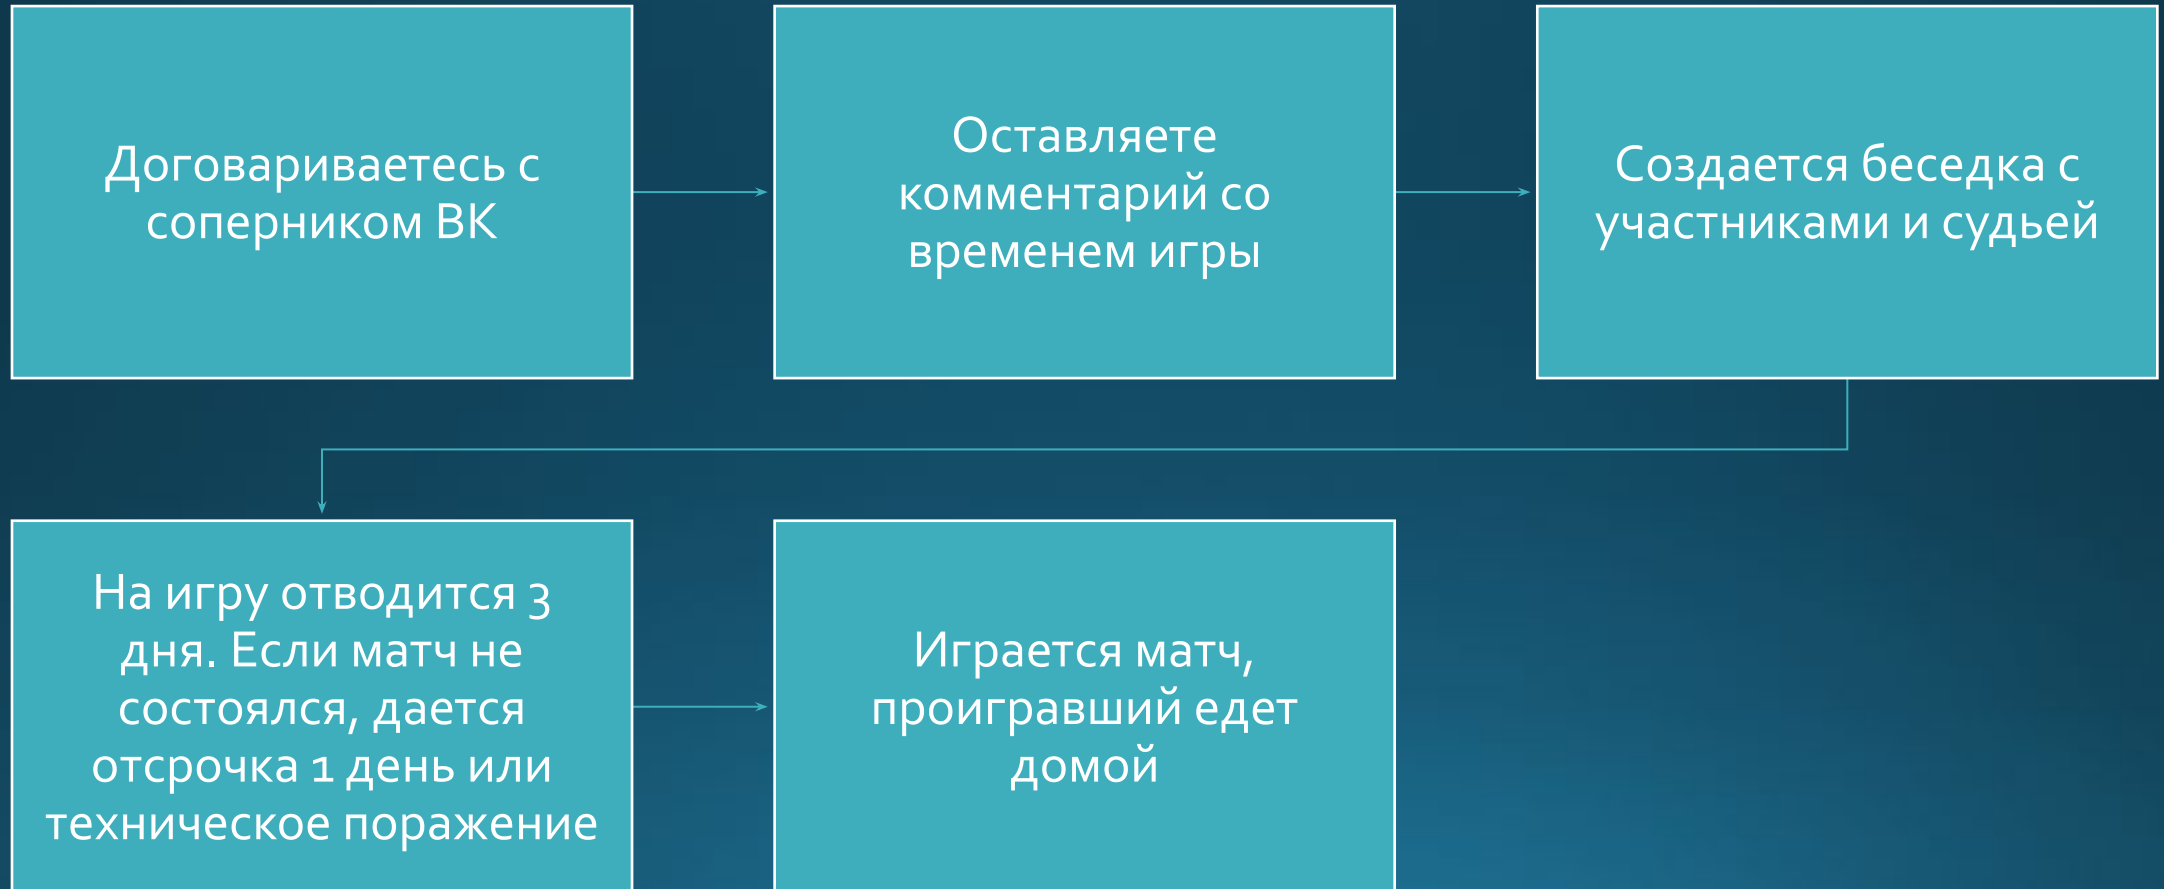 Договариваетесь с
соперником ВК
Оставляете
комментарий со
временем игры
Создается беседка с
участниками и судьей
На игру отводится 3
дня. Если матч не
состоялся, дается
отсрочка 1 день или
техническое поражение
Играется матч,
проигравший едет
домой